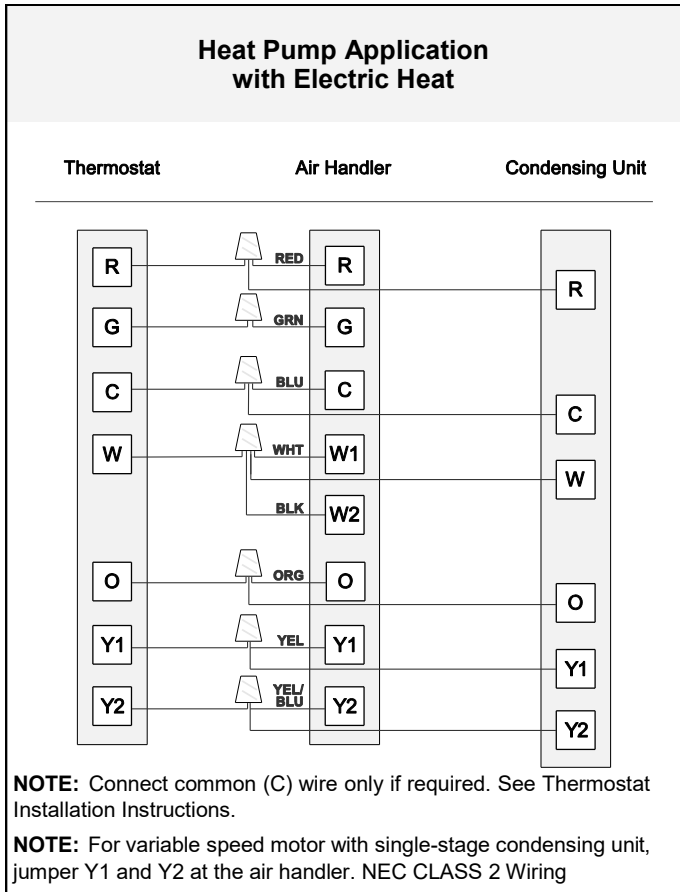 Heat Pump Application
with Electric Heat
Thermostat Air Handler Condensing Unit
R RED R
R
G GRN G
C BLU C
C
W WHT W1
W
BLK W2
O ORG O
O
Y1 YEL Y1
Y1
Y2 YEL/
BLU Y2
Y2
NOTE: Connect common (C) wire only if required. See Thermostat
Installation Instructions.
NOTE: For variable speed motor with single-stage condensing unit,
jumper Y1 and Y2 at the air handler. NEC CLASS 2 Wiring